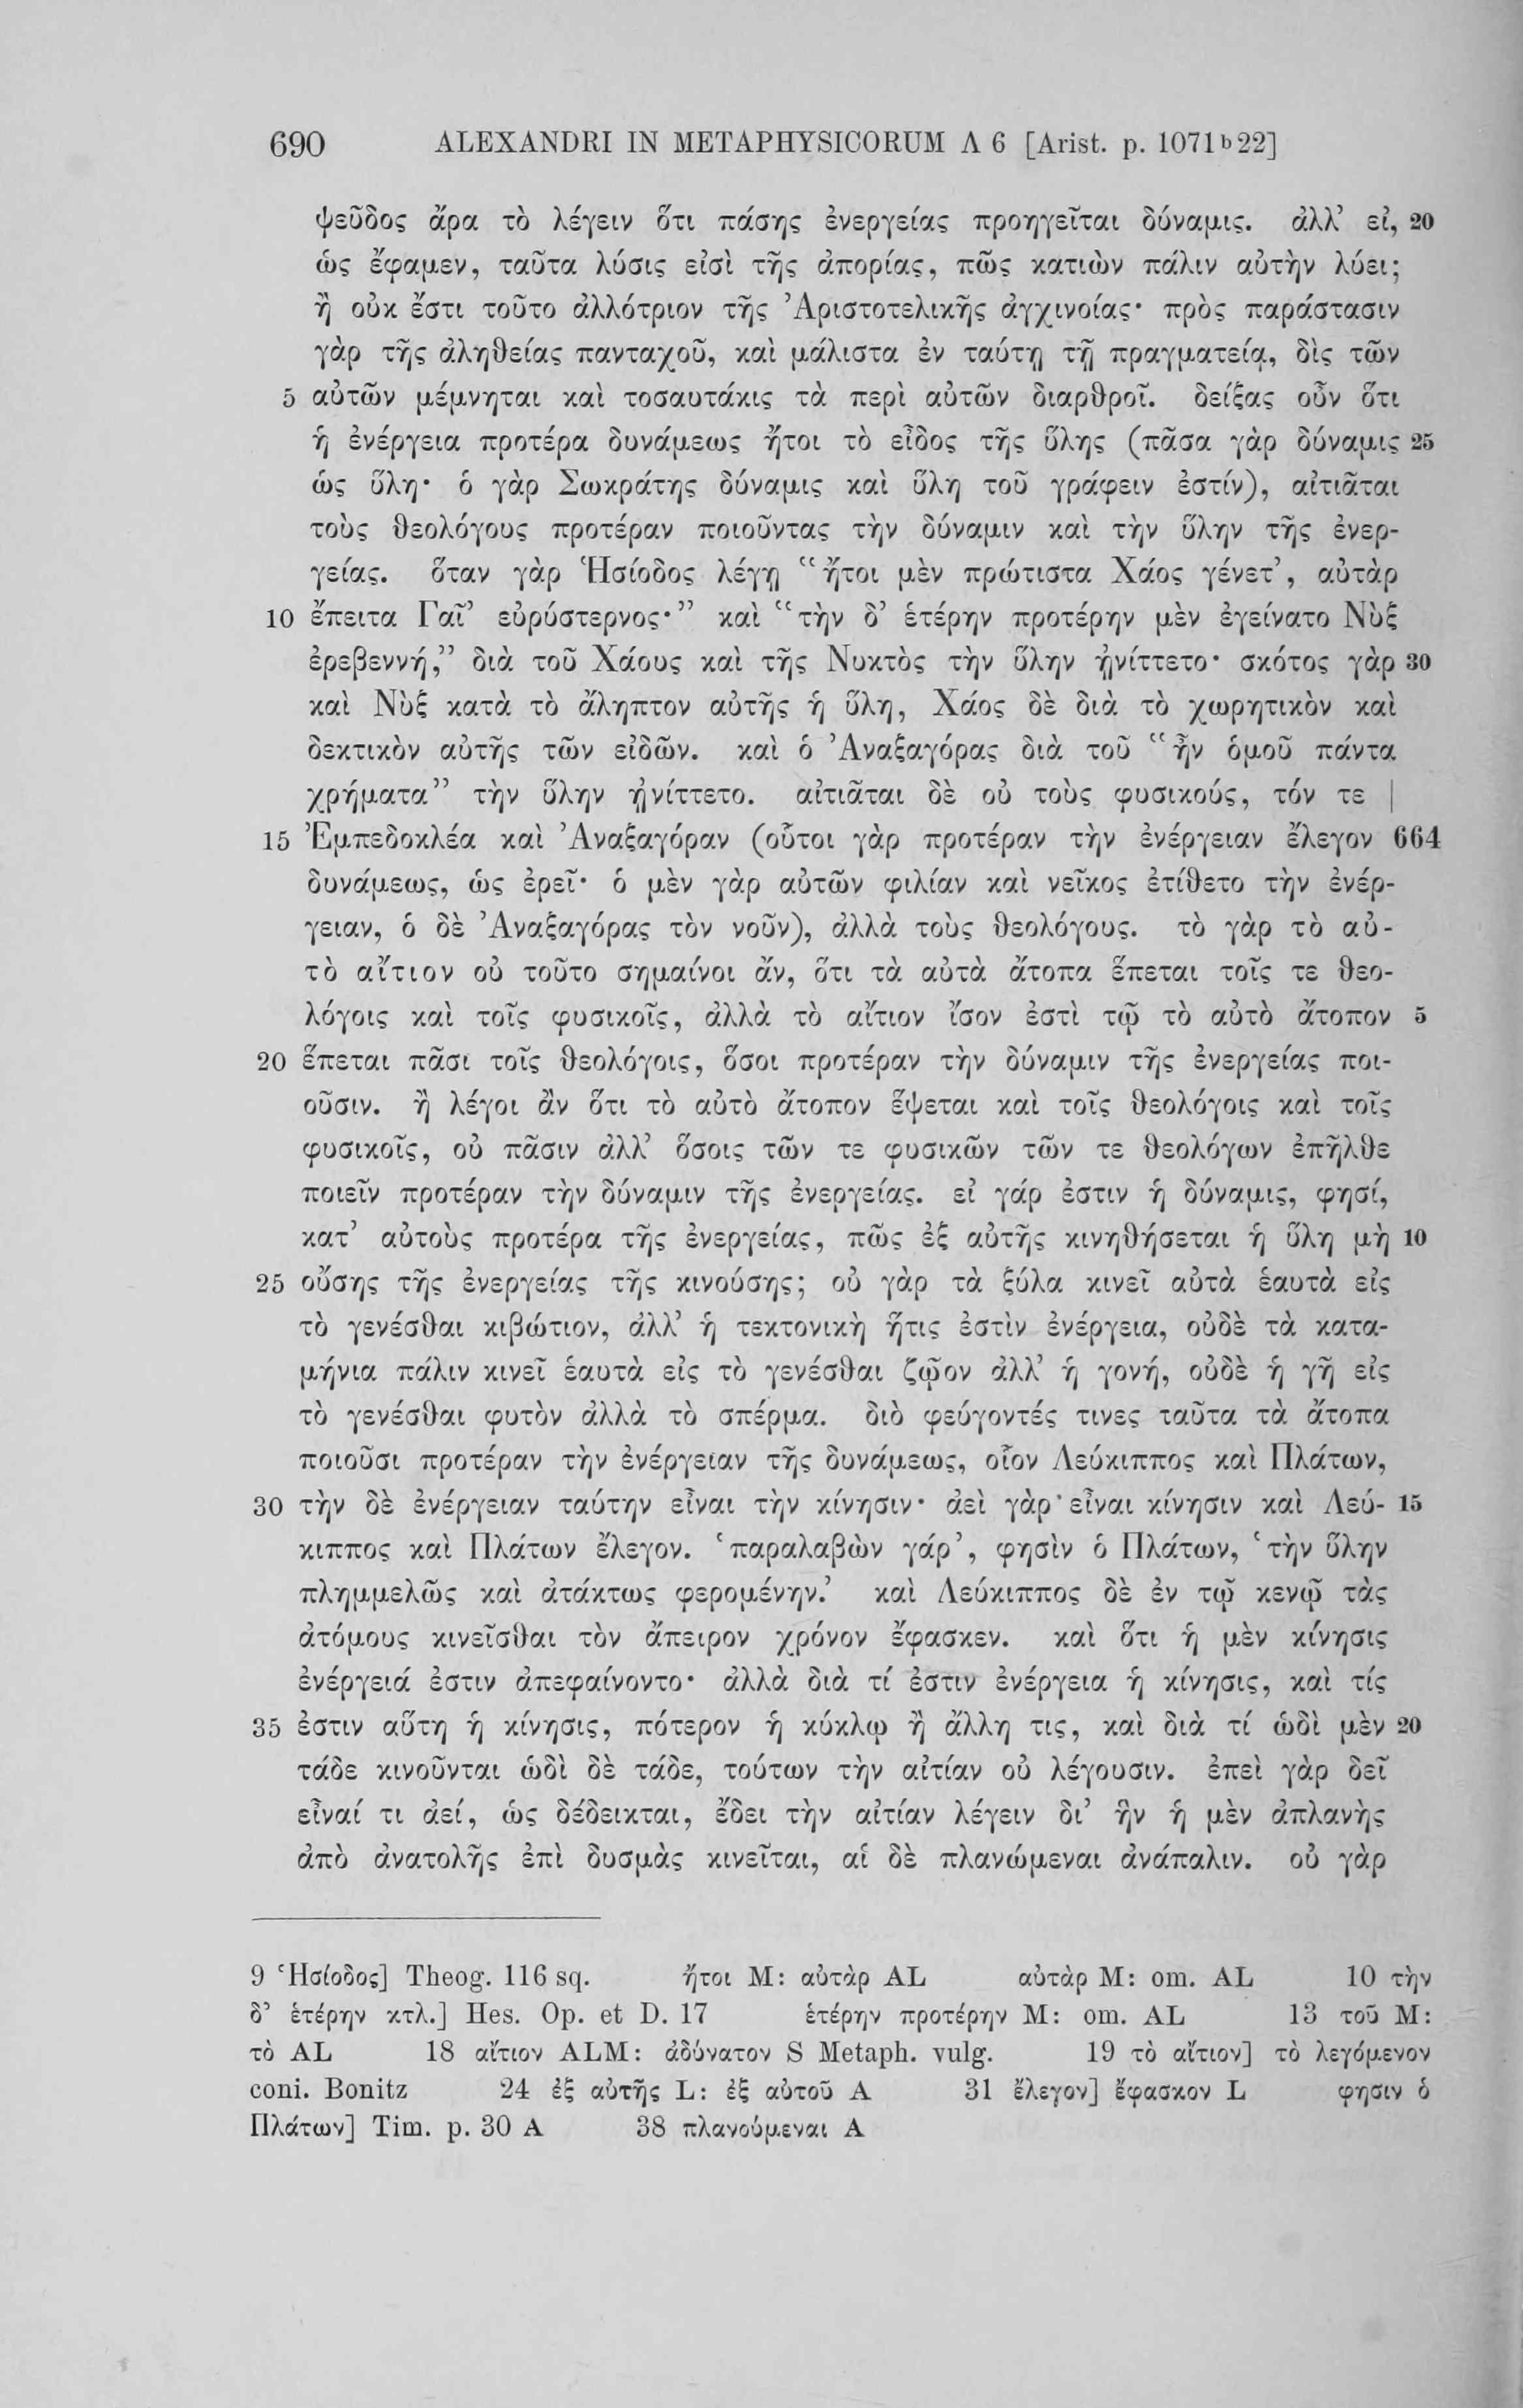 690 ALEXANDRI IN METAPHYSICORUM Λ 6 [Arist. p. 1071b22]
ψεῦδος ἄρα τὸ λέγειν ὅτι πάσης ἐνεργείας προηγεῖται δύναμις. ἀλλ' εἰ, 20
ὡς ἔφαμεν, ταῦτα λύσις εἰσὶ τῆς ἀπορίας, πῶς κατιὼν πάλιν αὐτὴν λύει;
ἢ οὐκ ἔστι τοῦτο ἀλλότριον τῆς Ἀριστοτελικῆς ἀγχινοίας· πρὸς παράστασιν
γὰρ τῆς ἀληθείας πανταχοῦ, καὶ μάλιστα ἐν ταύτῃ τῇ πραγματείᾳ, δὶς τῶν
5 αὐτῶν μέμνηται καὶ τοσαυτάκις τὰ περὶ αὐτῶν διαρθροῖ. δείξας οὖν ὅτι
ἡ ἐνέργεια προτέρα δυνάμεως ἤτοι τὸ εἶδος τῆς ὕλης (πᾶσα γὰρ δύναμις 25
ὡς ὕλη· ὁ γὰρ Σωκράτης δύναμις καὶ ὕλη τοῦ γράφειν ἐστίν), αἰτιᾶται
τοὺς θεολόγους προτέραν ποιοῦντας τὴν δύναμιν καὶ τὴν ὕλην τῆς ἐνερ-
γείας. ὅταν γὰρ Ἡσίοδος λέγῃ “ἤτοι μὲν πρώτιστα Χάος γένετ', αὐτὰρ
10 ἔπειτα Γαῖ' εὐρύστερνος·” καὶ “τὴν δ' ἑτέρην προτέρην μὲν ἐγείνατο Νὺξ
ἐρεβεννή,” διὰ τοῦ Χάους καὶ τῆς Νυκτὸς τὴν ὕλην ᾐνίττετο· σκότος γὰρ 30
καὶ Νὺξ κατὰ τὸ ἄληπτον αὐτῆς ἡ ὕλη, Χάος δὲ διὰ τὸ χωρητικὸν καὶ
δεκτικὸν αὐτῆς τῶν εἰδῶν. καὶ ὁ Ἀναξαγόρας διὰ τοῦ “ἦν ὁμοῦ πάντα
χρήματα” τὴν ὕλην ᾐνίττετο. αἰτιᾶται δὲ οὐ τοὺς φυσικούς, τόν τε |
15 Ἐμπεδοκλέα καὶ Ἀναξαγόραν (οὗτοι γὰρ προτέραν τὴν ἐνέργειαν ἔλεγον 664
δυνάμεως, ὡς ἐρεῖ· ὁ μὲν γὰρ αὐτῶν φιλίαν καὶ νεῖκος ἐτίθετο τὴν ἐνέρ-
γειαν, ὁ δὲ Ἀναξαγόρας τὸν νοῦν), ἀλλὰ τοὺς θεολόγους. τὸ γὰρ τὸ αὐ-
τὸ αἴτιον οὐ τοῦτο σημαίνοι ἄν, ὅτι τὰ αὐτὰ ἄτοπα ἕπεται τοῖς τε θεο-
λόγοις καὶ τοῖς φυσικοῖς, ἀλλὰ τὸ αἴτιον ἴσον ἐστὶ τῷ τὸ αὐτὸ ἄτοπον 5
20 ἕπεται πᾶσι τοῖς θεολόγοις, ὅσοι προτέραν τὴν δύναμιν τῆς ἐνεργείας ποι-
οῦσιν. ἢ λέγοι ἂν ὅτι τὸ αὐτὸ ἄτοπον ἕψεται καὶ τοῖς θεολόγοις καὶ τοῖς
φυσικοῖς, οὐ πᾶσιν ἀλλ' ὅσοις τῶν τε φυσικῶν τῶν τε θεολόγων ἐπῆλθε
ποιεῖν προτέραν τὴν δύναμιν τῆς ἐνεργείας. εἰ γάρ ἐστιν ἡ δύναμις, φησί,
κατ' αὐτοὺς προτέρα τῆς ἐνεργείας, πῶς ἐξ αὐτῆς κινηθήσεται ἡ ὕλη μὴ 10
25 οὔσης τῆς ἐνεργείας τῆς κινούσης; οὐ γὰρ τὰ ξύλα κινεῖ αὐτὰ ἑαυτὰ εἰς
τὸ γενέσθαι κιβώτιον, ἀλλ' ἡ τεκτονικὴ ἥτις ἐστὶν ἐνέργεια, οὐδὲ τὰ κατα-
μήνια πάλιν κινεῖ ἑαυτὰ εἰς τὸ γενέσθαι ζῷον ἀλλ' ἡ γονή, οὐδὲ ἡ γῆ εἰς
τὸ γενέσθαι φυτὸν ἀλλὰ τὸ σπέρμα. διὸ φεύγοντές τινες ταῦτα τὰ ἄτοπα
ποιοῦσι προτέραν τὴν ἐνέργειαν τῆς δυνάμεως, οἷον Λεύκιππος καὶ Πλάτων,
30 τὴν δὲ ἐνέργειαν ταύτην εἶναι τὴν κίνησιν· ἀεὶ γὰρ εἶναι κίνησιν καὶ Λεύ- 15
κιππος καὶ Πλάτων ἔλεγον. ‘παραλαβὼν γάρ’, φησὶν ὁ Πλάτων, ‘τὴν ὕλην
πλημμελῶς καὶ ἀτάκτως φερομένην.’ καὶ Λεύκιππος δὲ ἐν τῷ κενῷ τὰς
ἀτόμους κινεῖσθαι τὸν ἄπειρον χρόνον ἔφασκεν. καὶ ὅτι ἡ μὲν κίνησις
ἐνέργειά ἐστιν ἀπεφαίνοντο· ἀλλὰ διὰ τί ἐστιν ἐνέργεια ἡ κίνησις, καὶ τίς
35 ἐστιν αὕτη ἡ κίνησις, πότερον ἡ κύκλῳ ἢ ἄλλη τις, καὶ διὰ τί ὡδὶ μὲν 20
τάδε κινοῦνται ὡδὶ δὲ τάδε, τούτων τὴν αἰτίαν οὐ λέγουσιν. ἐπεὶ γὰρ δεῖ
εἶναί τι ἀεί, ὡς δέδεικται, ἔδει τὴν αἰτίαν λέγειν δι' ἣν ἡ μὲν ἀπλανὴς
ἀπὸ ἀνατολῆς ἐπὶ δυσμὰς κινεῖται, αἱ δὲ πλανώμεναι ἀνάπαλιν. οὐ γὰρ
9 Ἡσίοδος] Theog. 116 sq. ἤτοι M: αὐτὰρ AL αὐτὰρ M: om. AL 10 τὴν
δ' ἑτέρην κτλ.] Hes. Op. et D. 17 ἑτέρην προτέρην M: om. AL 13 τοῦ M:
τὸ AL 18 αἴτιον ALM: ἀδύνατον S Metaph. vulg. 19 τὸ αἴτιον] τὸ λεγόμενον
coni. Bonitz 24 ἐξ αὐτῆς L: ἐξ αὐτοῦ A 31 ἔλεγον] ἔφασκον L φησιν ὁ
Πλάτων] Tim. p. 30 A 38 πλανούμεναι A